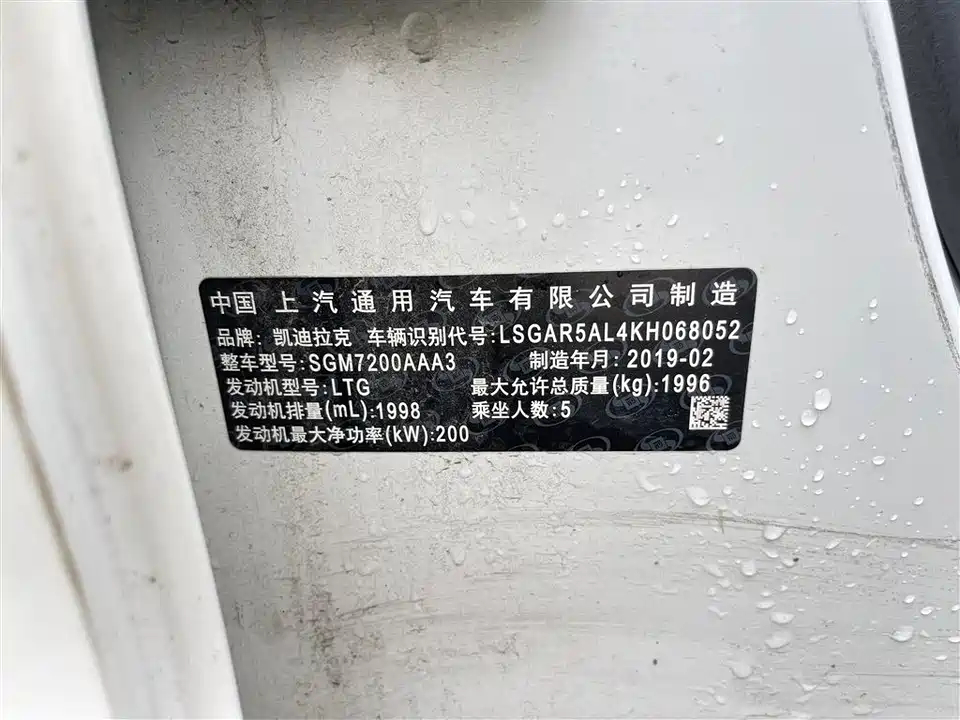 中国上汽通用汽车有限公司制造
品牌: 凯迪拉克 车辆识别代号:LSGAR5AL4KH068052
整车型号:SGM7200AAA3 制造年月: 2019-02
发动机型号:LTG 最大允许总质量(kg):1996
发动机排量(mL):1998 乘坐人数:5
发动机最大净功率(kW):200